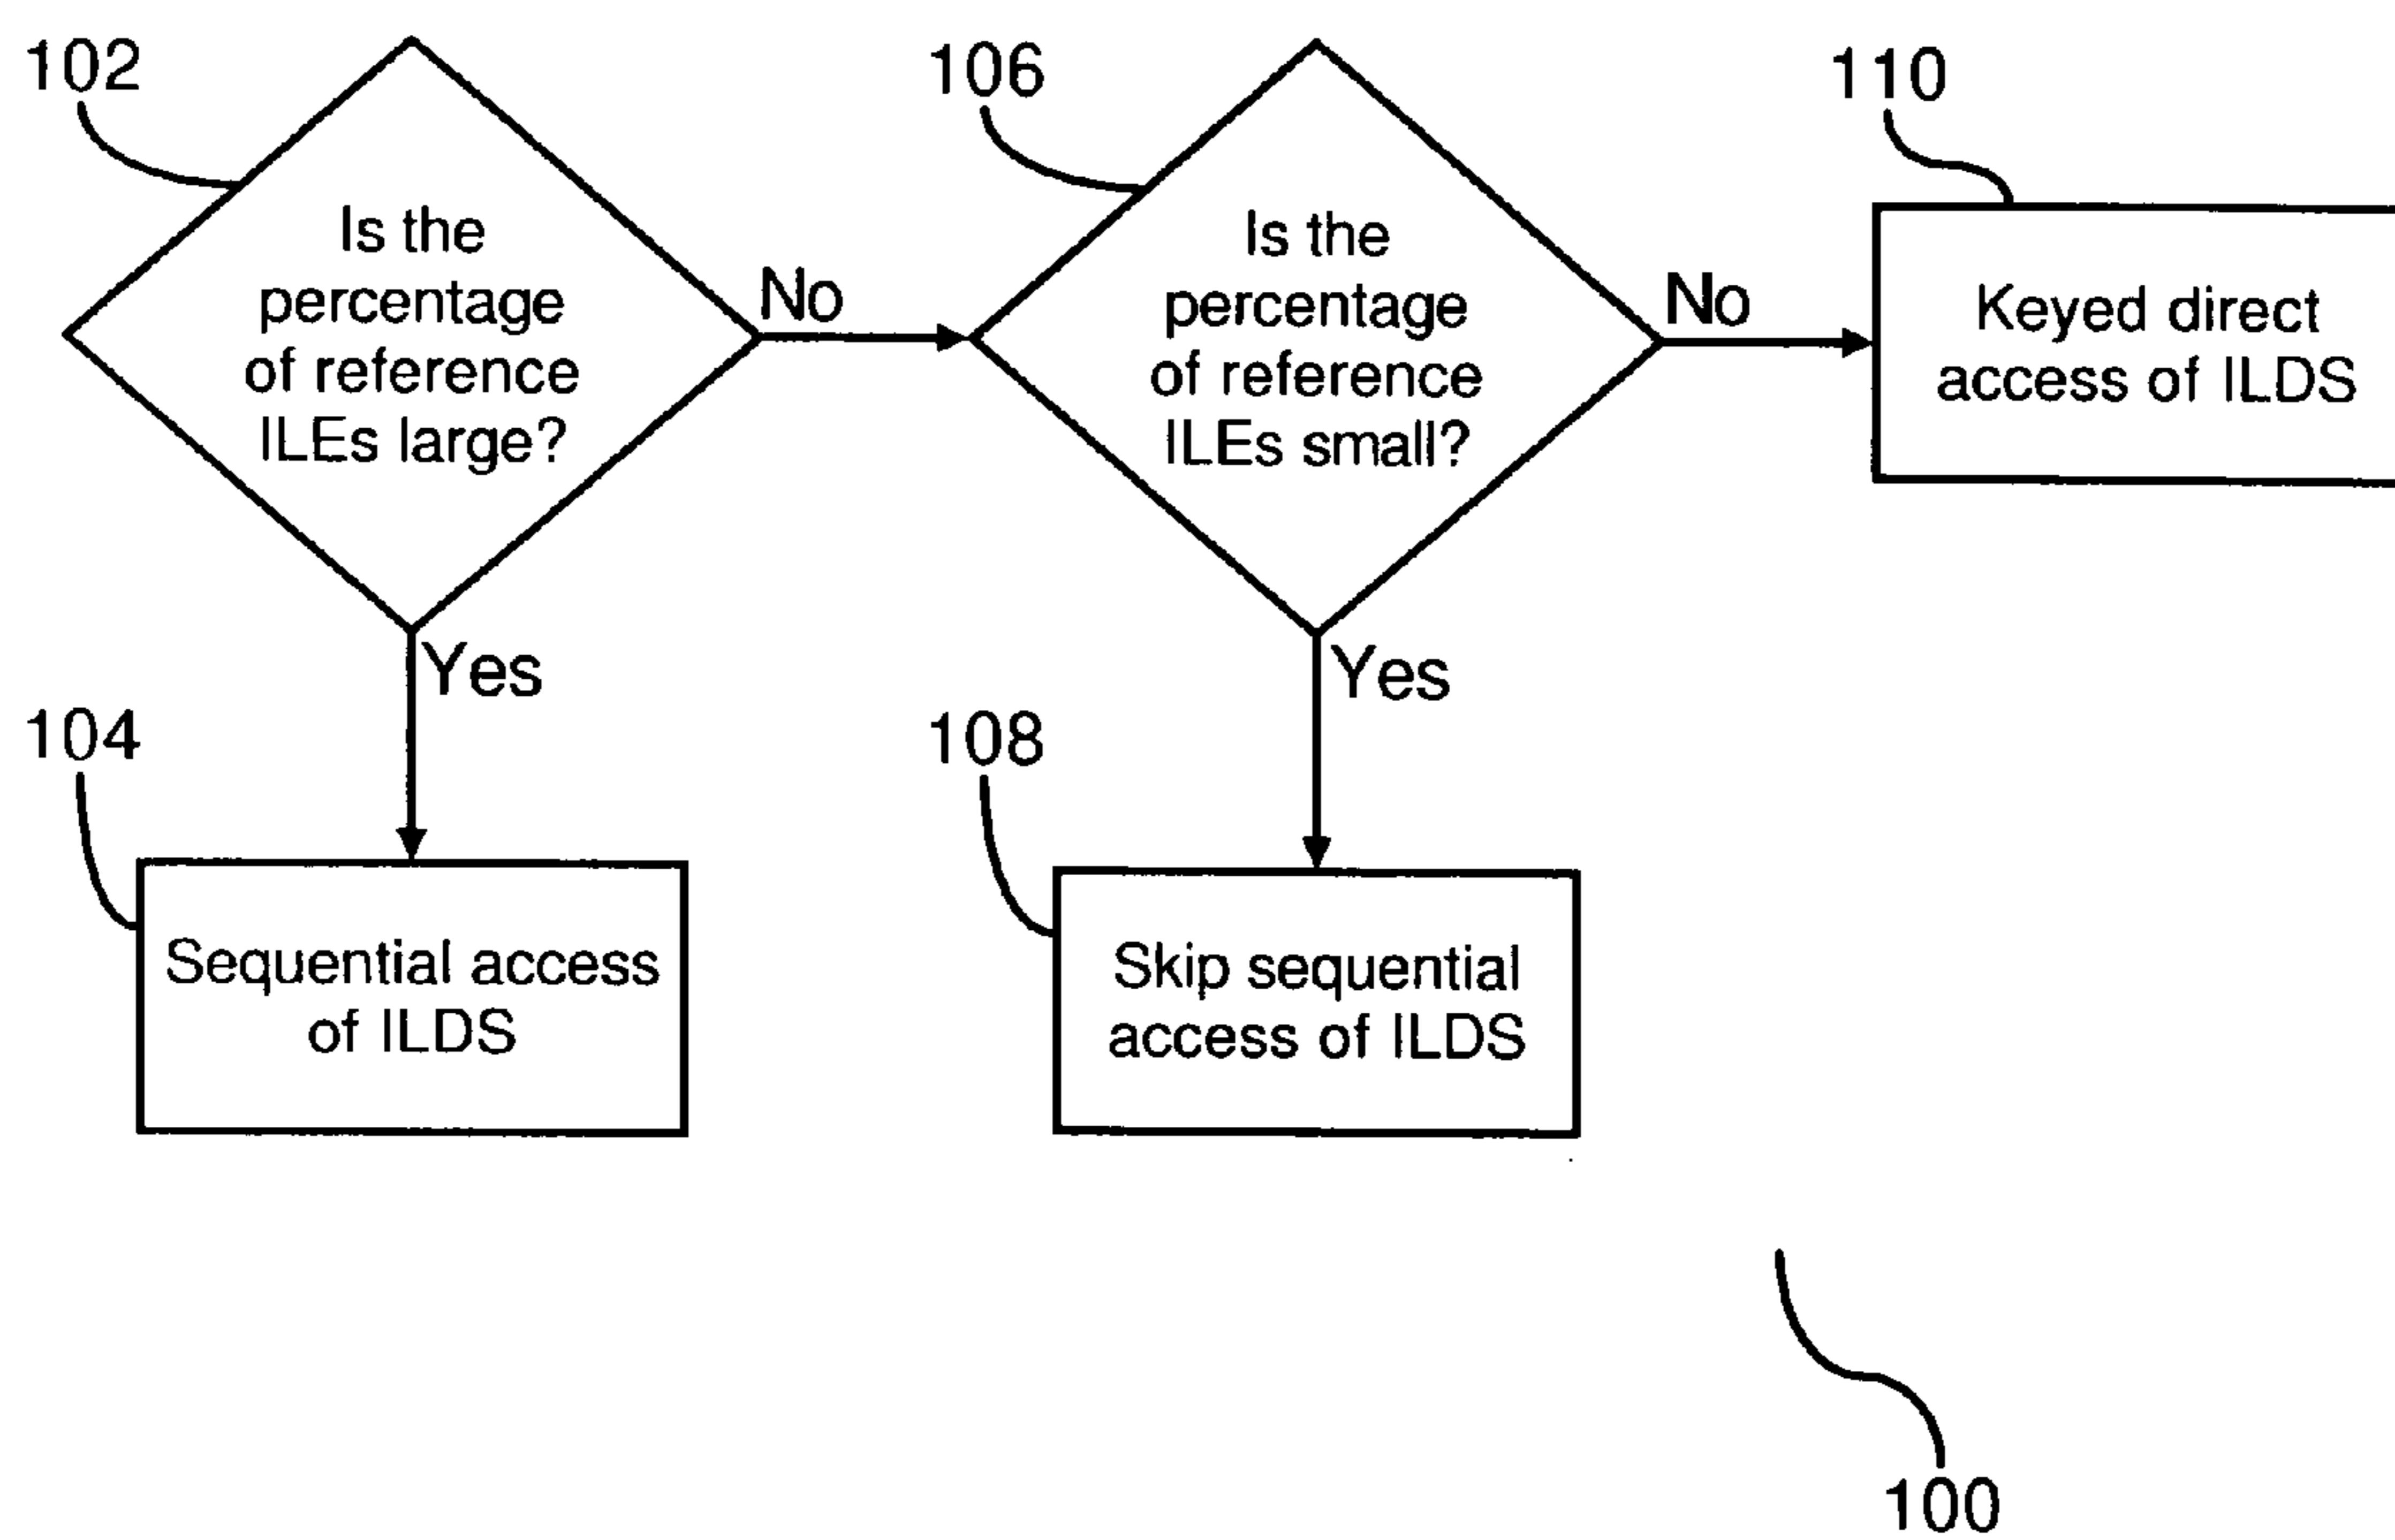 102
Is the
percentage
of reference
ILEs large?
No
Yes
104
Sequential access
of ILDS
106
Is the
percentage
of reference
ILEs small?
No
Yes
108
Skip sequential
access of ILDS
110
Keyed direct
access of ILDS
100